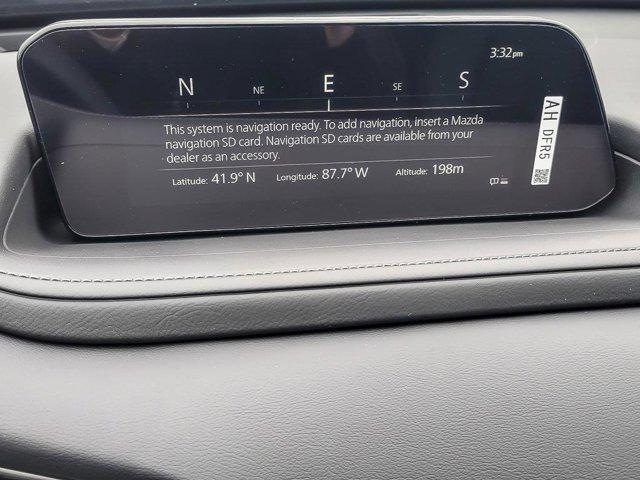 3:32pm
N NE E SE S
This system is navigation ready. To add navigation, insert a Mazda
navigation SD card. Navigation SD cards are available from your
dealer as an accessory.
Latitude: 41.9° N Longitude: 87.7° W Altitude: 198m
AH DFR5